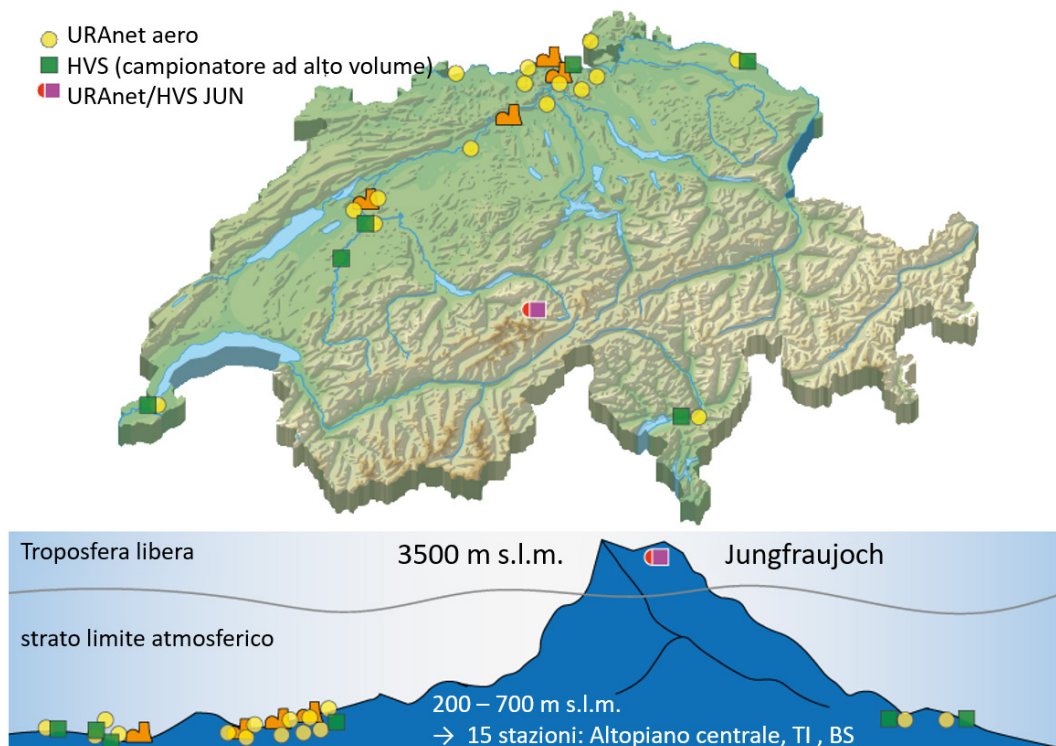 URAnet aero
HVS (campionatore ad alto volume)
URAnet/HVS JUN
Troposfera libera
3500 m s.l.m.
Jungfraujoch
strato limite atmosferico
200 – 700 m s.l.m.
→ 15 stazioni: Altopiano centrale, TI , BS